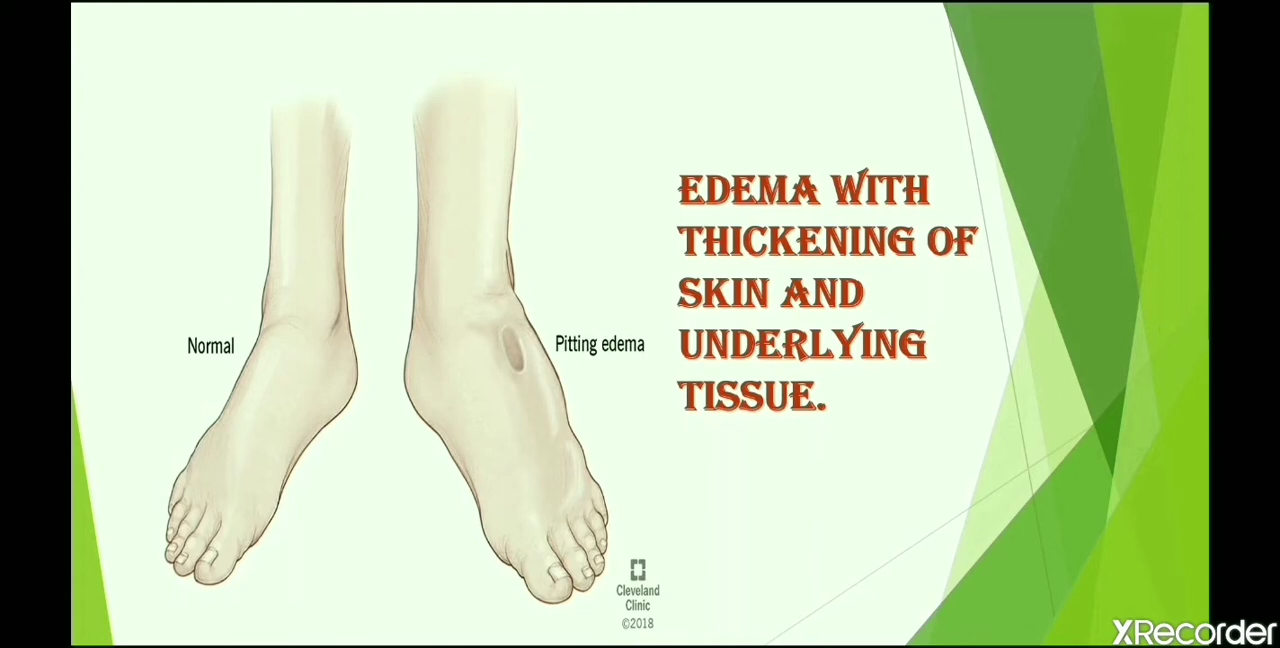 EDEMA WITH
THICKENING OF
SKIN AND
UNDERLYING
TISSUE.
Normal
Pitting edema
Cleveland
Clinic
©2018
XRecorder